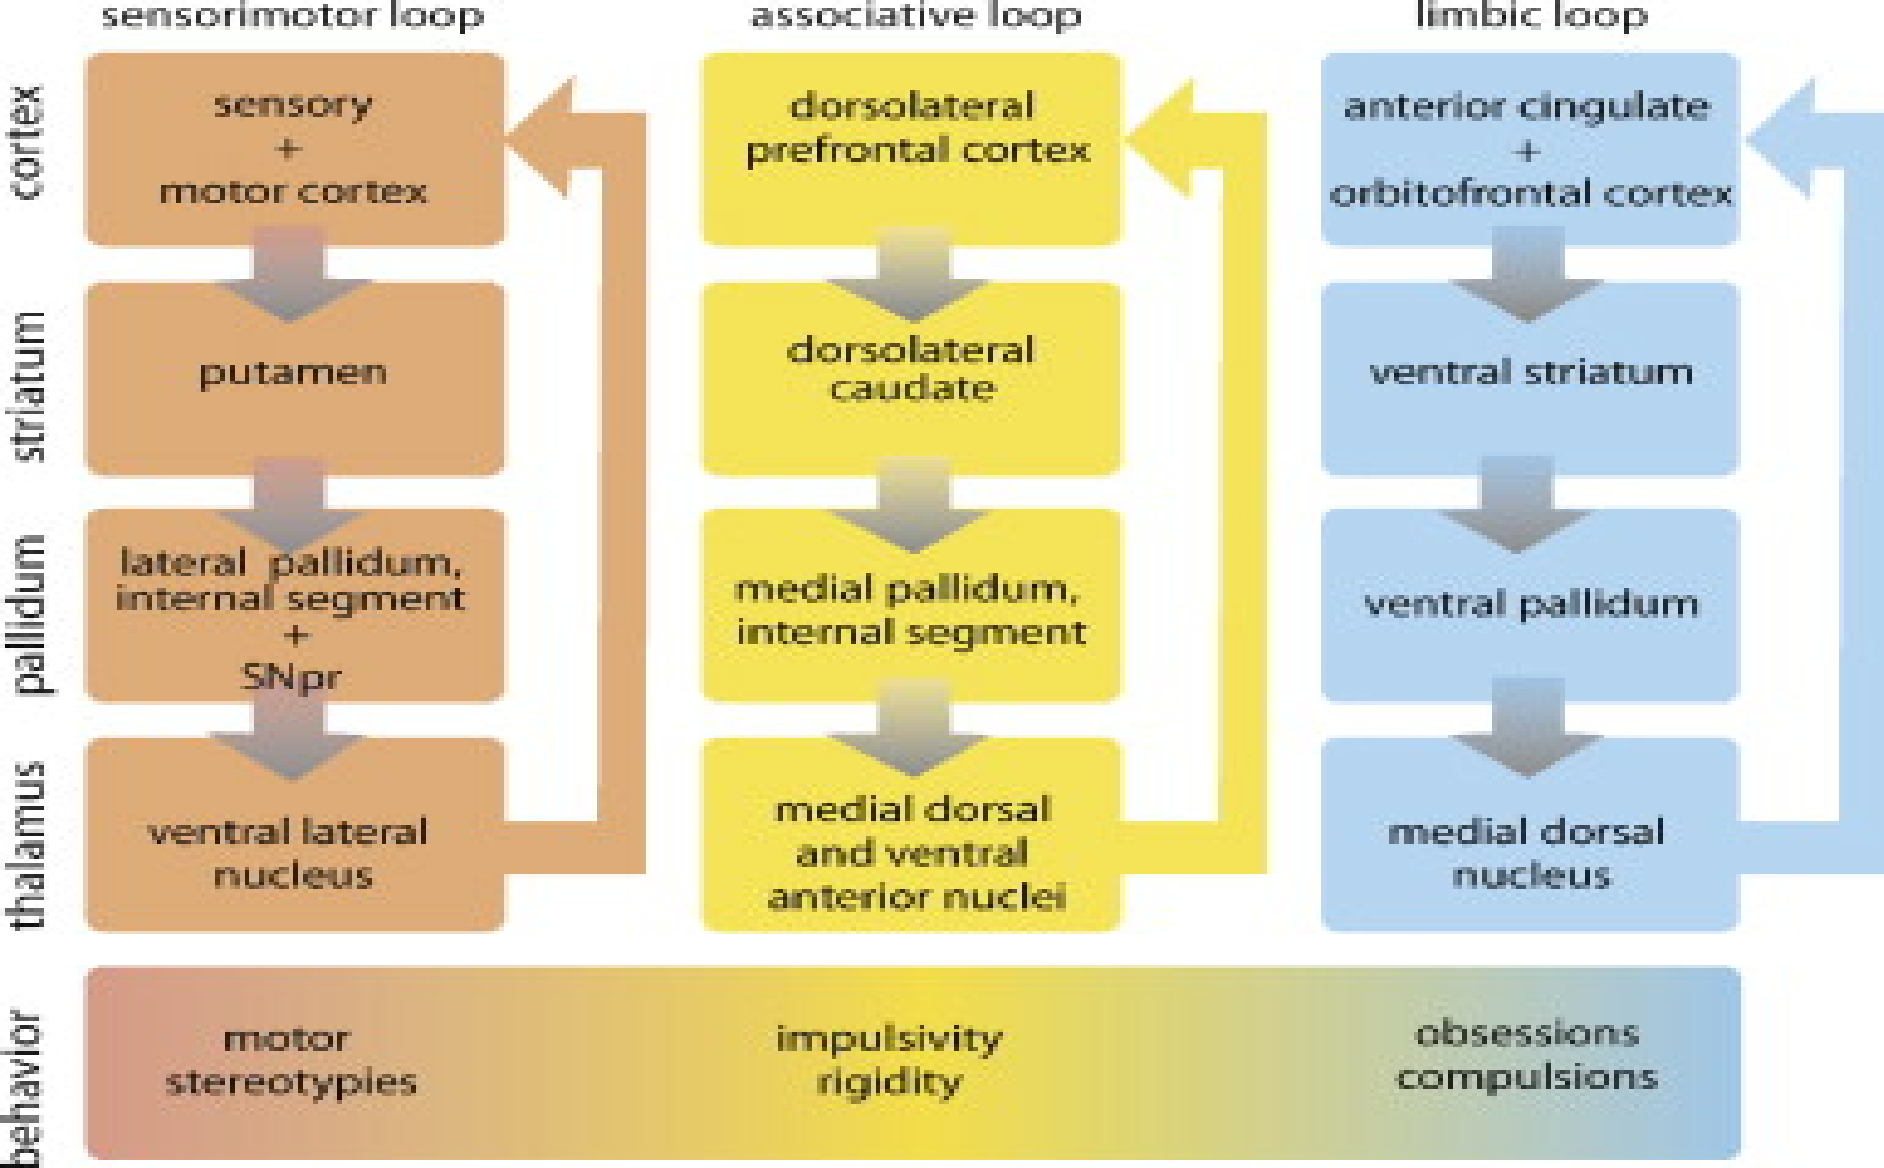 sensorimotor loop
associative loop
limbic loop
cortex
sensory
+
motor cortex
dorsolateral
prefrontal cortex
anterior cingulate
+
orbitofrontal cortex
striatum
putamen
dorsolateral
caudate
ventral striatum
pallidum
lateral pallidum,
internal segment
+
SNpr
medial pallidum,
internal segment
ventral pallidum
thalamus
ventral lateral
nucleus
medial dorsal
and ventral
anterior nuclei
medial dorsal
nucleus
behavior
motor
stereotypies
impulsivity
rigidity
obsessions
compulsions